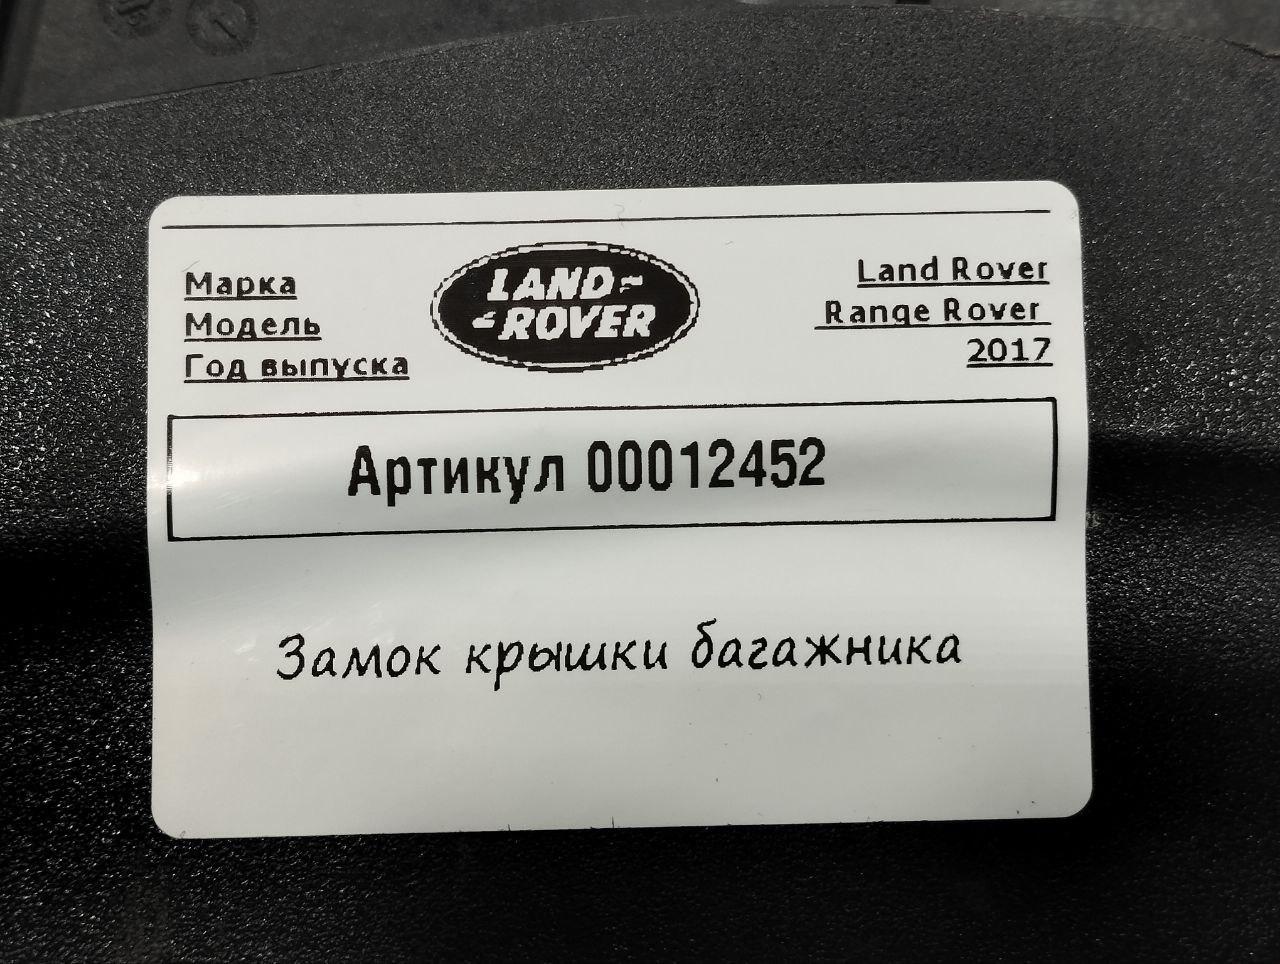 Марка
LAND
ROVER
Land Rover
Модель
Range Rover
Год выпуска
2017
Артикул 00012452
Замок крышки багажника